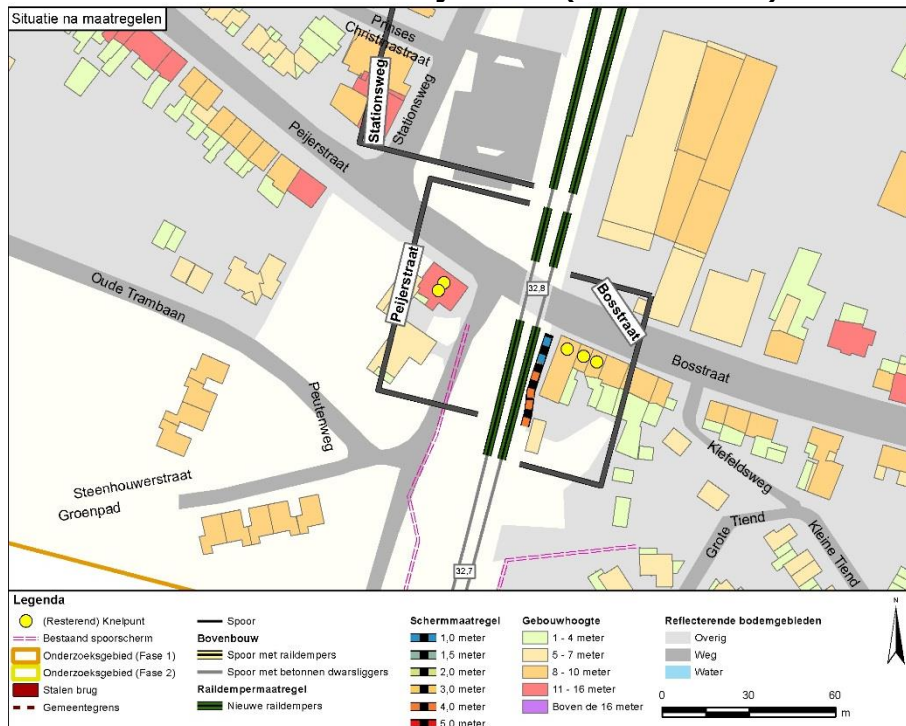 Situatie na maatregelen
Prinses
Christinastraat
Stationsweg
Stationsweg
Peijerstraat
Peijerstraat
Oude Trambaan
32,8
Bosstraat
Bosstraat
Peutenweg
Klefeldsweg
Steenhouwerstraat
Groenpad
Grote Tiend
Kleine Tiend
32,7
Legenda
(Resterend) Knelpunt
Bestaand spoorscherm
Onderzoeksgebied (Fase 1)
Onderzoeksgebied (Fase 2)
Stalen brug
Gemeentegrens
Spoor
Bovenbouw
Spoor met raildempers
Spoor met betonnen dwarsliggers
Raildempermaatregel
Nieuwe raildempers
Schermmaatregel
1,0 meter
1,5 meter
2,0 meter
3,0 meter
4,0 meter
5,0 meter
Gebouwhoogte
1 - 4 meter
5 - 7 meter
8 - 10 meter
11 - 16 meter
Boven de 16 meter
Reflecterende bodemgebieden
Overig
Weg
Water
N
0 30 60
m